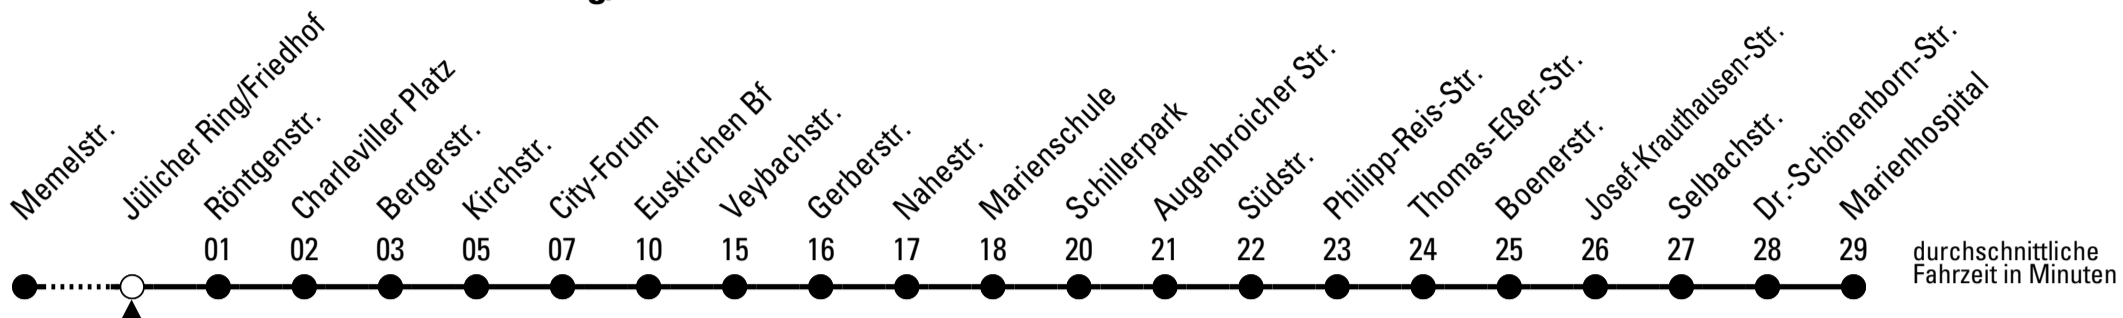 Memelstr.
Jülicher Ring/Friedhof
Röntgenstr.
Charleviller Platz
Bergerstr.
Kirchstr.
City-Forum
Euskirchen Bf
Veybachstr.
Gerberstr.
Nahestr.
Marienschule
Schillerpark
Augenbroicher Str.
Südstr.
Philipp-Reis-Str.
Thomas-Eßer-Str.
Boenerstr.
Josef-Krauthausen-Str.
Selbachstr.
Dr.-Schönenborn-Str.
Marienhospital
01 02 03 05 07 10 15 16 17 18 20 21 22 23 24 25 26 27 28 29
durchschnittliche
Fahrzeit in Minuten